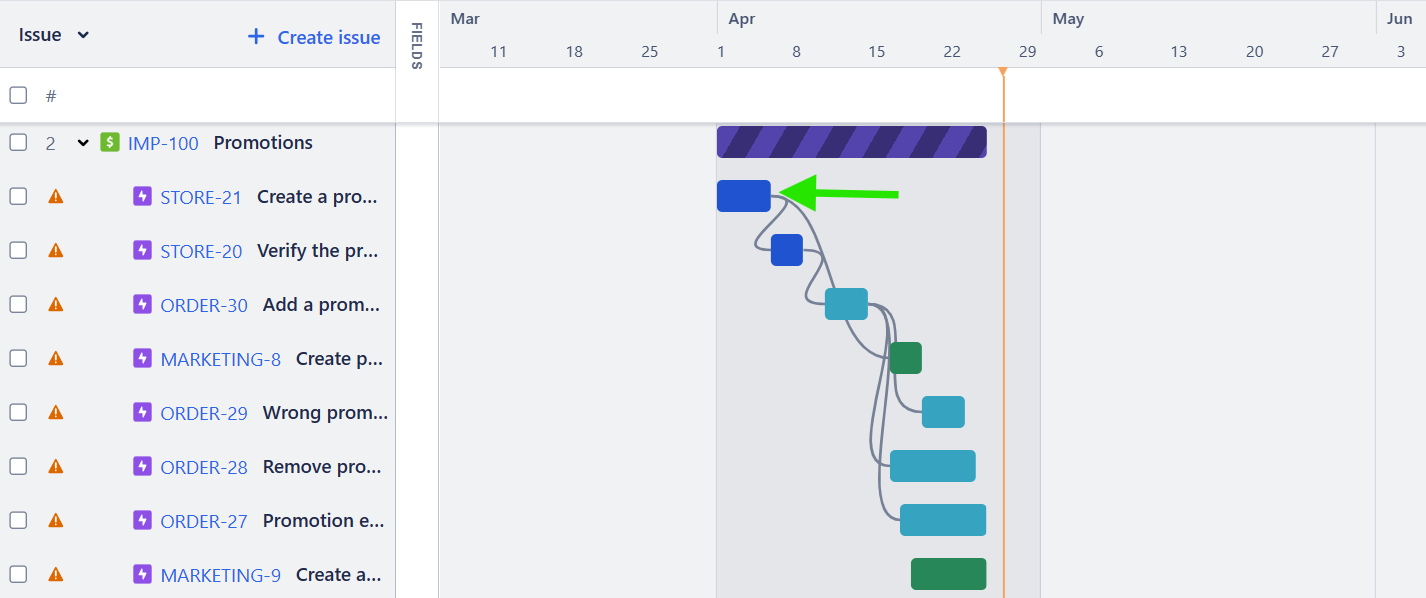 Issue
Create issue
FIELDS
Mar Apr May Jun
11 18 25 1 8 15 22 29 6 13 20 27 3
#
2 IMP-100 Promotions
STORE-21 Create a pro...
STORE-20 Verify the pr...
ORDER-30 Add a prom...
MARKETING-8 Create p...
ORDER-29 Wrong prom...
ORDER-28 Remove pro...
ORDER-27 Promotion e...
MARKETING-9 Create a...